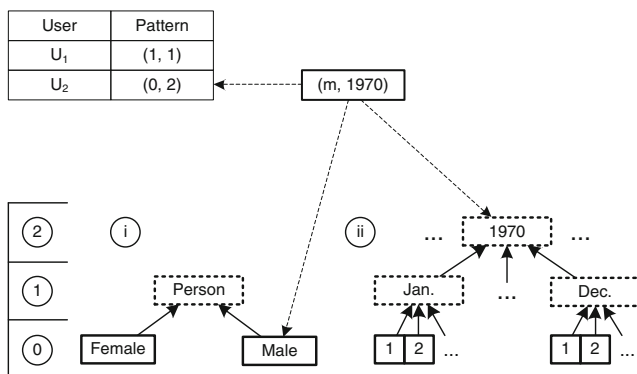 User Pattern
U₁ (1, 1)
U₂ (0, 2)
(m, 1970)
2 i ii ... 1970 ...
1 Person Jan. ... Dec.
0 Female Male 1 2 ... 1 2 ...